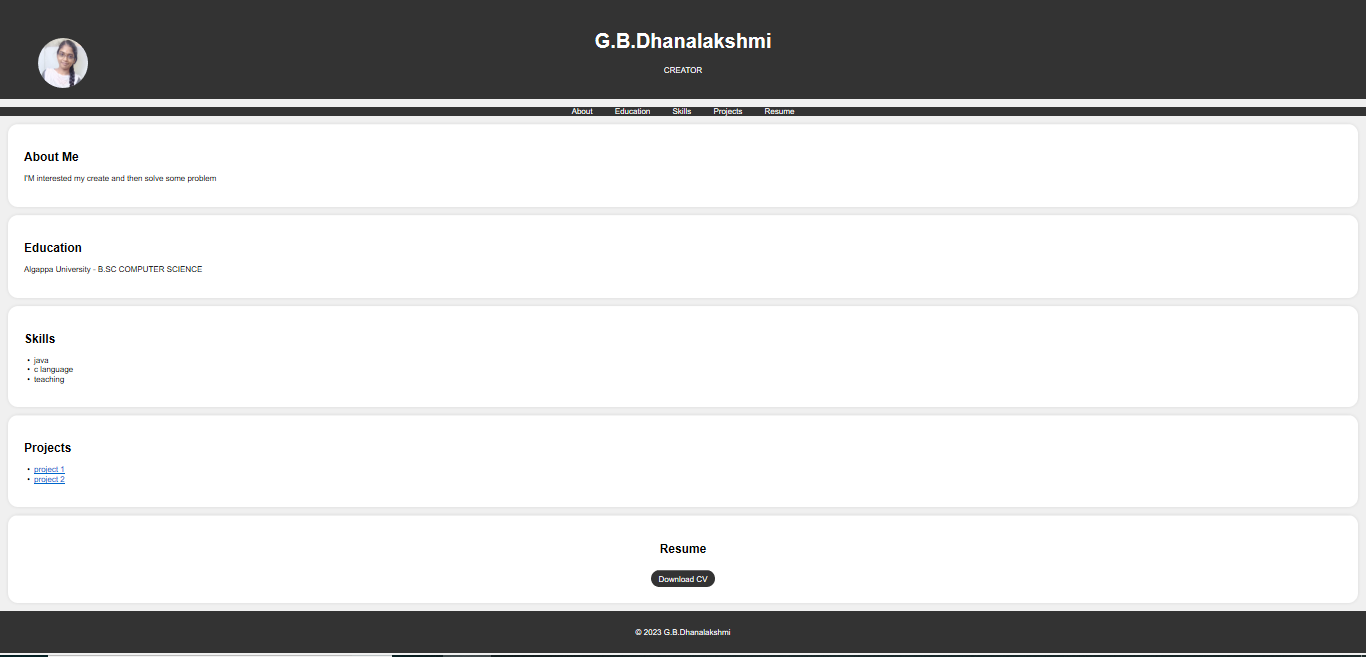 G.B.Dhanalakshmi
CREATOR
About Education Skills Projects Resume
About Me
I'M interested my create and then solve some problem
Education
Algappa University - B.SC COMPUTER SCIENCE
Skills
• java
• c language
• teaching
Projects
• project 1
• project 2
Resume
Download CV
© 2023 G.B.Dhanalakshmi